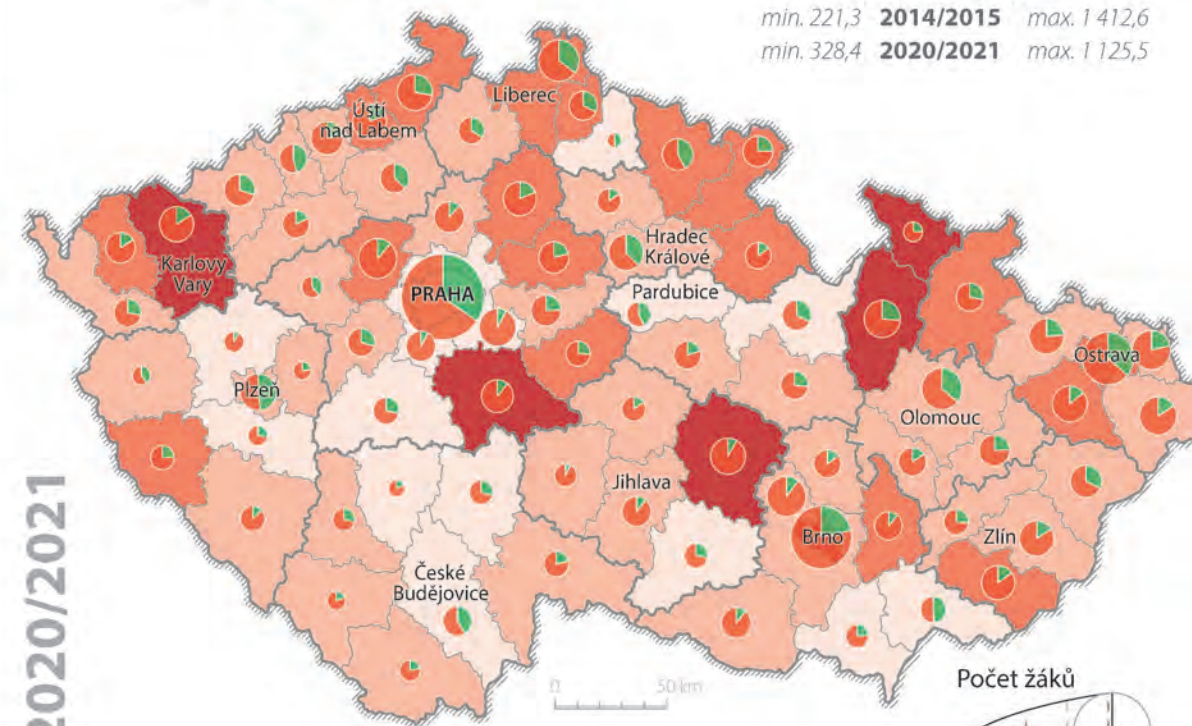 min. 221,3 2014/2015 max. 1 412,6
min. 328,4 2020/2021 max. 1 125,5
Liberec
Ústí
nad Labem
Hradec
Králové
Karlovy
Vary
PRAHA
Pardubice
Ostrava
Plzeň
Olomouc
Jihlava
Brno
Zlín
České
Budějovice
2020/2021
0 50 km
Počet žáků